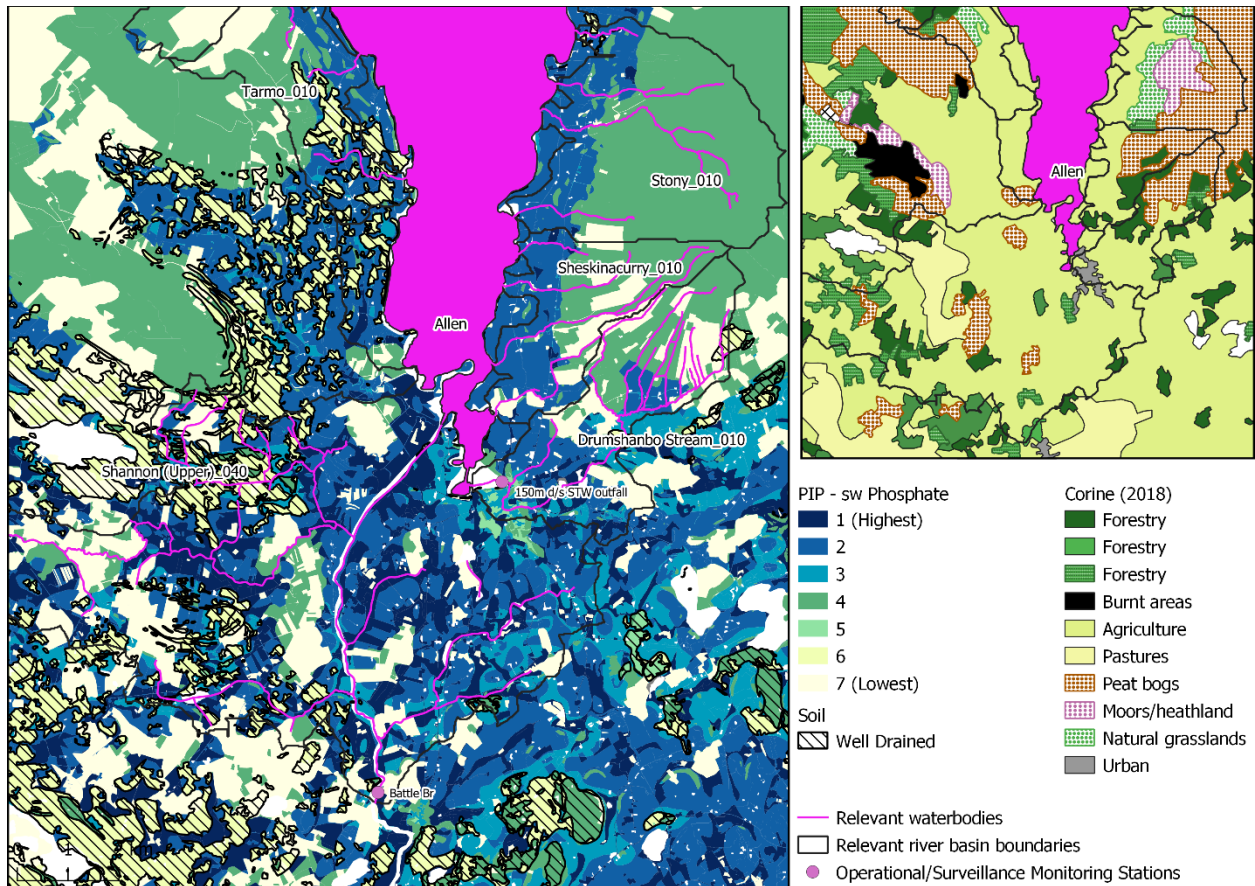 Tarmo_010
Stony_010
Sheskinacurry_010
Allen
Drumshanbo Stream_010
Shannon (Upper)_040
150m d/s STW outfall
Battle Br
Allen
PIP - sw Phosphate
1 (Highest)
2
3
4
5
6
7 (Lowest)
Soil
Well Drained
Corine (2018)
Forestry
Forestry
Forestry
Burnt areas
Agriculture
Pastures
Peat bogs
Moors/heathland
Natural grasslands
Urban
Relevant waterbodies
Relevant river basin boundaries
Operational/Surveillance Monitoring Stations